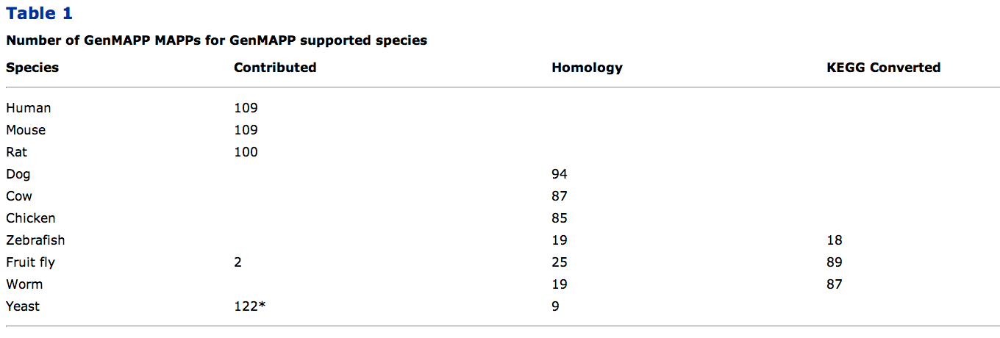 Table 1
Number of GenMAPP MAPPs for GenMAPP supported species
Species Contributed Homology KEGG Converted
Human 109
Mouse 109
Rat 100
Dog 94
Cow 87
Chicken 85
Zebrafish 19 18
Fruit fly 2 25 89
Worm 19 87
Yeast 122* 9